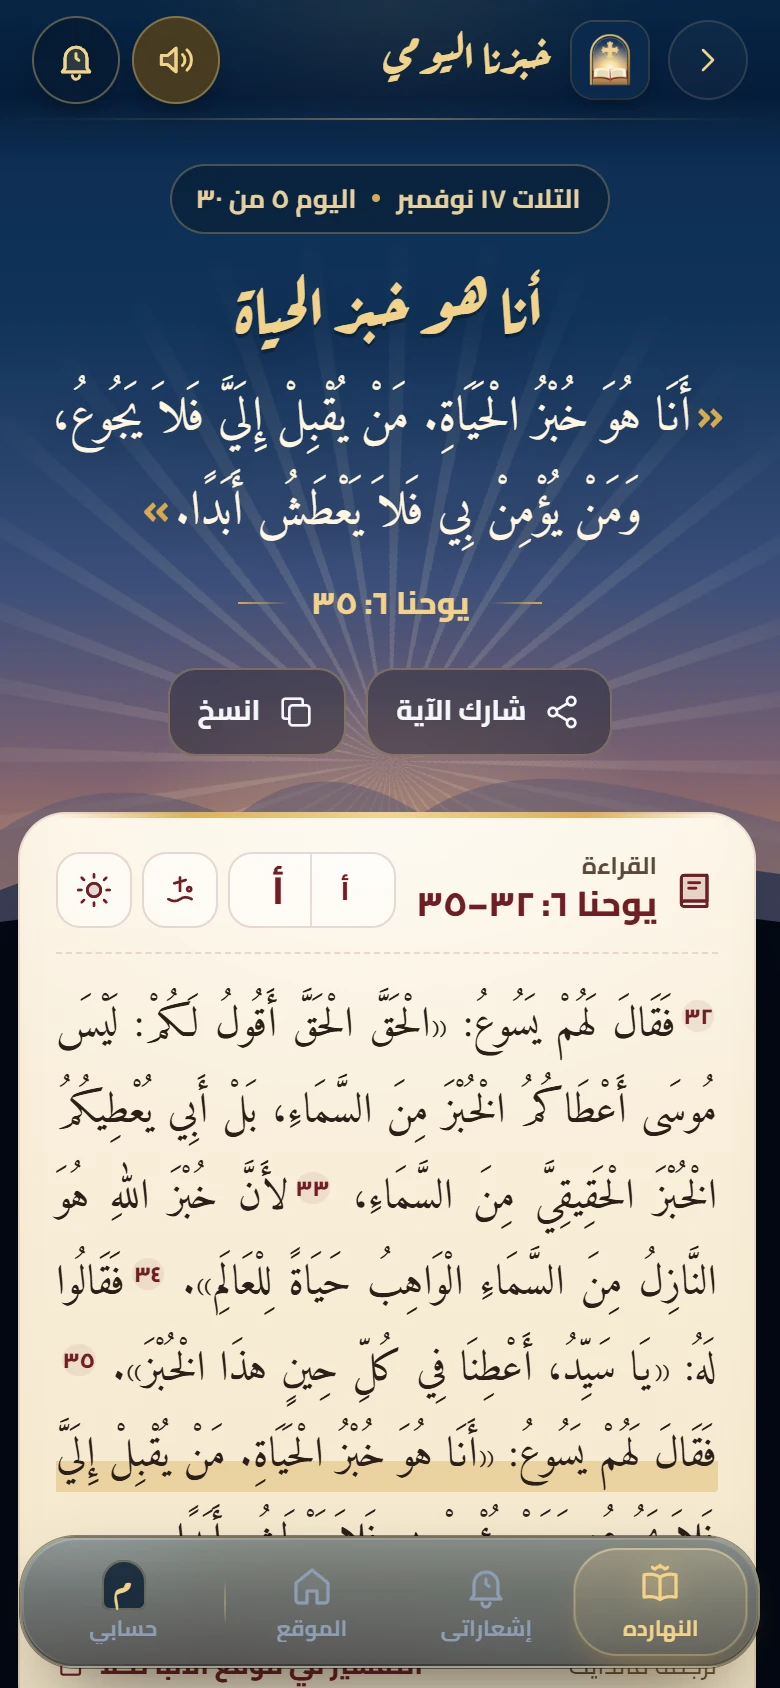 خبزنا اليومي
الثلاث ١٧ نوفمبر • اليوم ٥ من ٣٠
أنا هو خبز الحياة
«أَنَا هُوَ خُبْزُ الْحَيَاةِ. مَنْ يُقْبِلْ إِلَيَّ فَلاَ يَجُوعُ،
وَمَنْ يُؤْمِنْ بِي فَلاَ يَعْطَشُ أَبَدًا.»
يوحنا ٦: ٣٥
شارك الآية
انسخ
القراءة
يوحنا ٦: ٣٢–٣٥
أ
أ
٣٢ فَقَالَ لَهُمْ يَسُوعُ: «الْحَقَّ الْحَقَّ أَقُولُ لَكُمْ: لَيْسَ
مُوسَى أَعْطَاكُمُ الْخُبْزَ مِنَ السَّمَاءِ، بَلْ أَبِي يُعْطِيكُمُ
الْخُبْزَ الْحَقِيقِيَّ مِنَ السَّمَاءِ، ٣٣ لأَنَّ خُبْزَ اللهِ هُوَ
النَّازِلُ مِنَ السَّمَاءِ الْوَاهِبُ حَيَاةً لِلْعَالَمِ». ٣٤ فَقَالُوا
لَهُ: «يَا سَيِّدُ، أَعْطِنَا فِي كُلِّ حِينٍ هذَا الْخُبْزَ». ٣٥
فَقَالَ لَهُمْ يَسُوعُ: «أَنَا هُوَ خُبْزُ الْحَيَاةِ. مَنْ يُقْبِلْ إِلَيَّ
النهارده
إشعاراتى
الموقع
م
حسابي